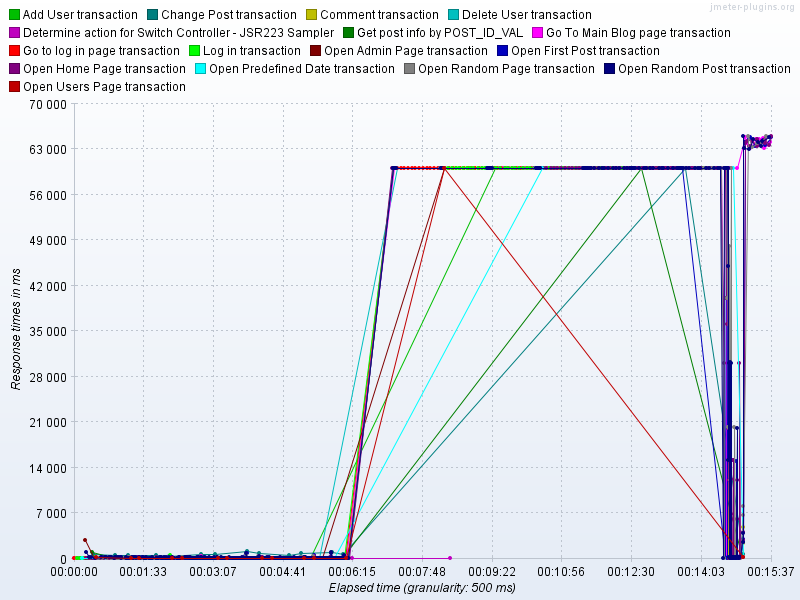 jmeter-plugins.org
Add User transaction Change Post transaction Comment transaction Delete User transaction
Determine action for Switch Controller - JSR223 Sampler Get post info by POST_ID_VAL Go To Main Blog page transaction
Go to log in page transaction Log in transaction Open Admin Page transaction Open First Post transaction
Open Home Page transaction Open Predefined Date transaction Open Random Page transaction Open Random Post transaction
Open Users Page transaction
70 000
63 000
56 000
49 000
42 000
35 000
28 000
21 000
14 000
7 000
0
Response times in ms
00:00:00 00:01:33 00:03:07 00:04:41 00:06:15 00:07:48 00:09:22 00:10:56 00:12:30 00:14:03 00:15:37
Elapsed time (granularity: 500 ms)